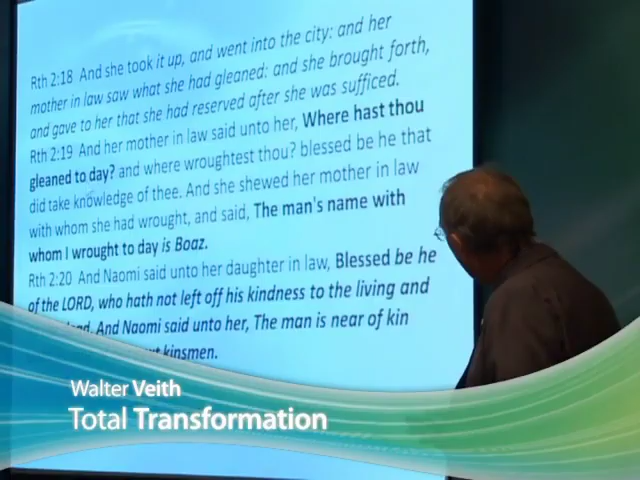 Rth 2:18 And she took it up, and went into the city: and her
mother in law saw what she had gleaned: and she brought forth,
and gave to her that she had reserved after she was sufficed.
Rth 2:19 And her mother in law said unto her, Where hast thou
gleaned to day? and where wroughtest thou? blessed be he that
did take knowledge of thee. And she shewed her mother in law
with whom she had wrought, and said, The man's name with
whom I wrought to day is Boaz.
Rth 2:20 And Naomi said unto her daughter in law, Blessed be he
of the LORD, who hath not left off his kindness to the living and
And Naomi said unto her, The man is near of kin
kinsmen.
Walter Veith
Total Transformation